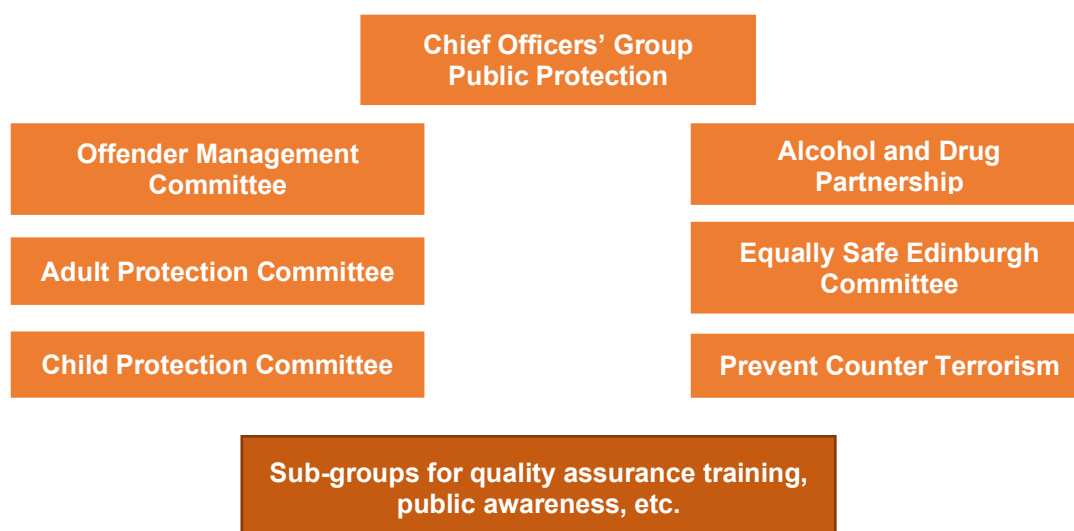 Chief Officers’ Group
Public Protection
Offender Management
Committee
Alcohol and Drug
Partnership
Adult Protection Committee
Equally Safe Edinburgh
Committee
Child Protection Committee
Prevent Counter Terrorism
Sub-groups for quality assurance training,
public awareness, etc.